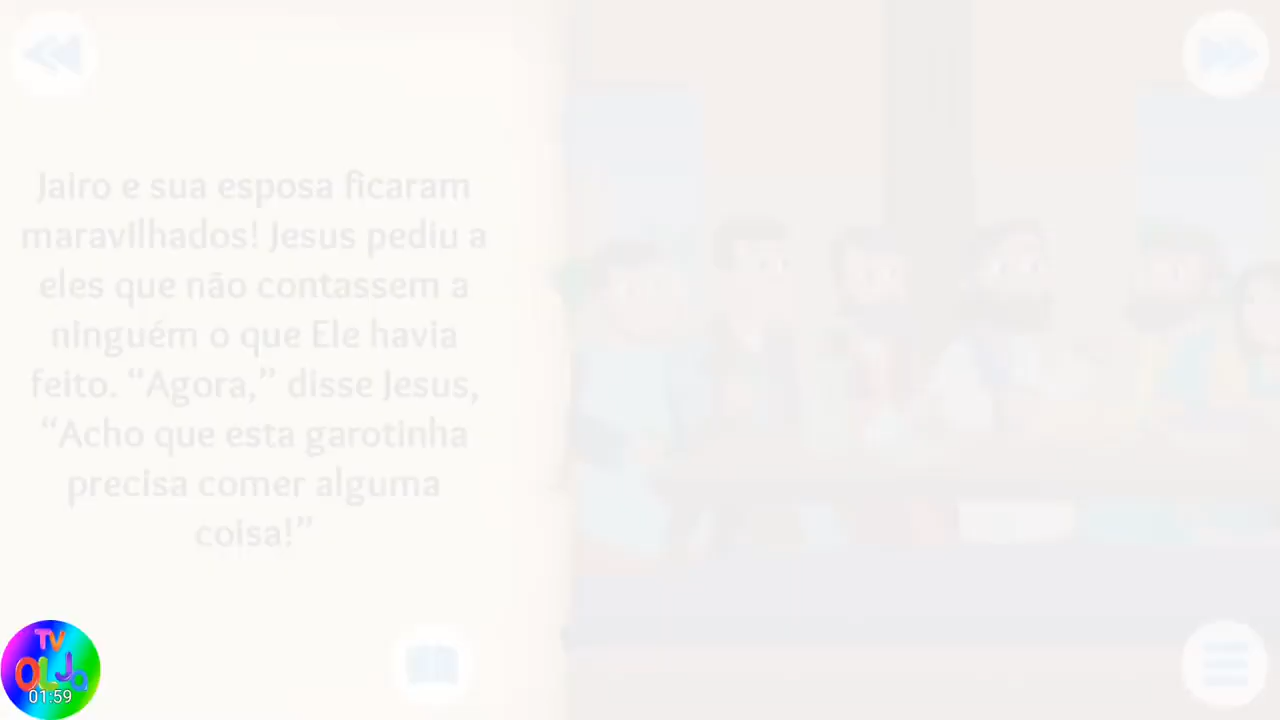 Jairo e sua esposa ficaram
maravilhados! Jesus pediu a
eles que não contassem a
ninguém o que Ele havia
feito. “Agora,” disse Jesus,
“Acho que esta garotinha
precisa comer alguma
coisa!”
TV
OLJa
01:59